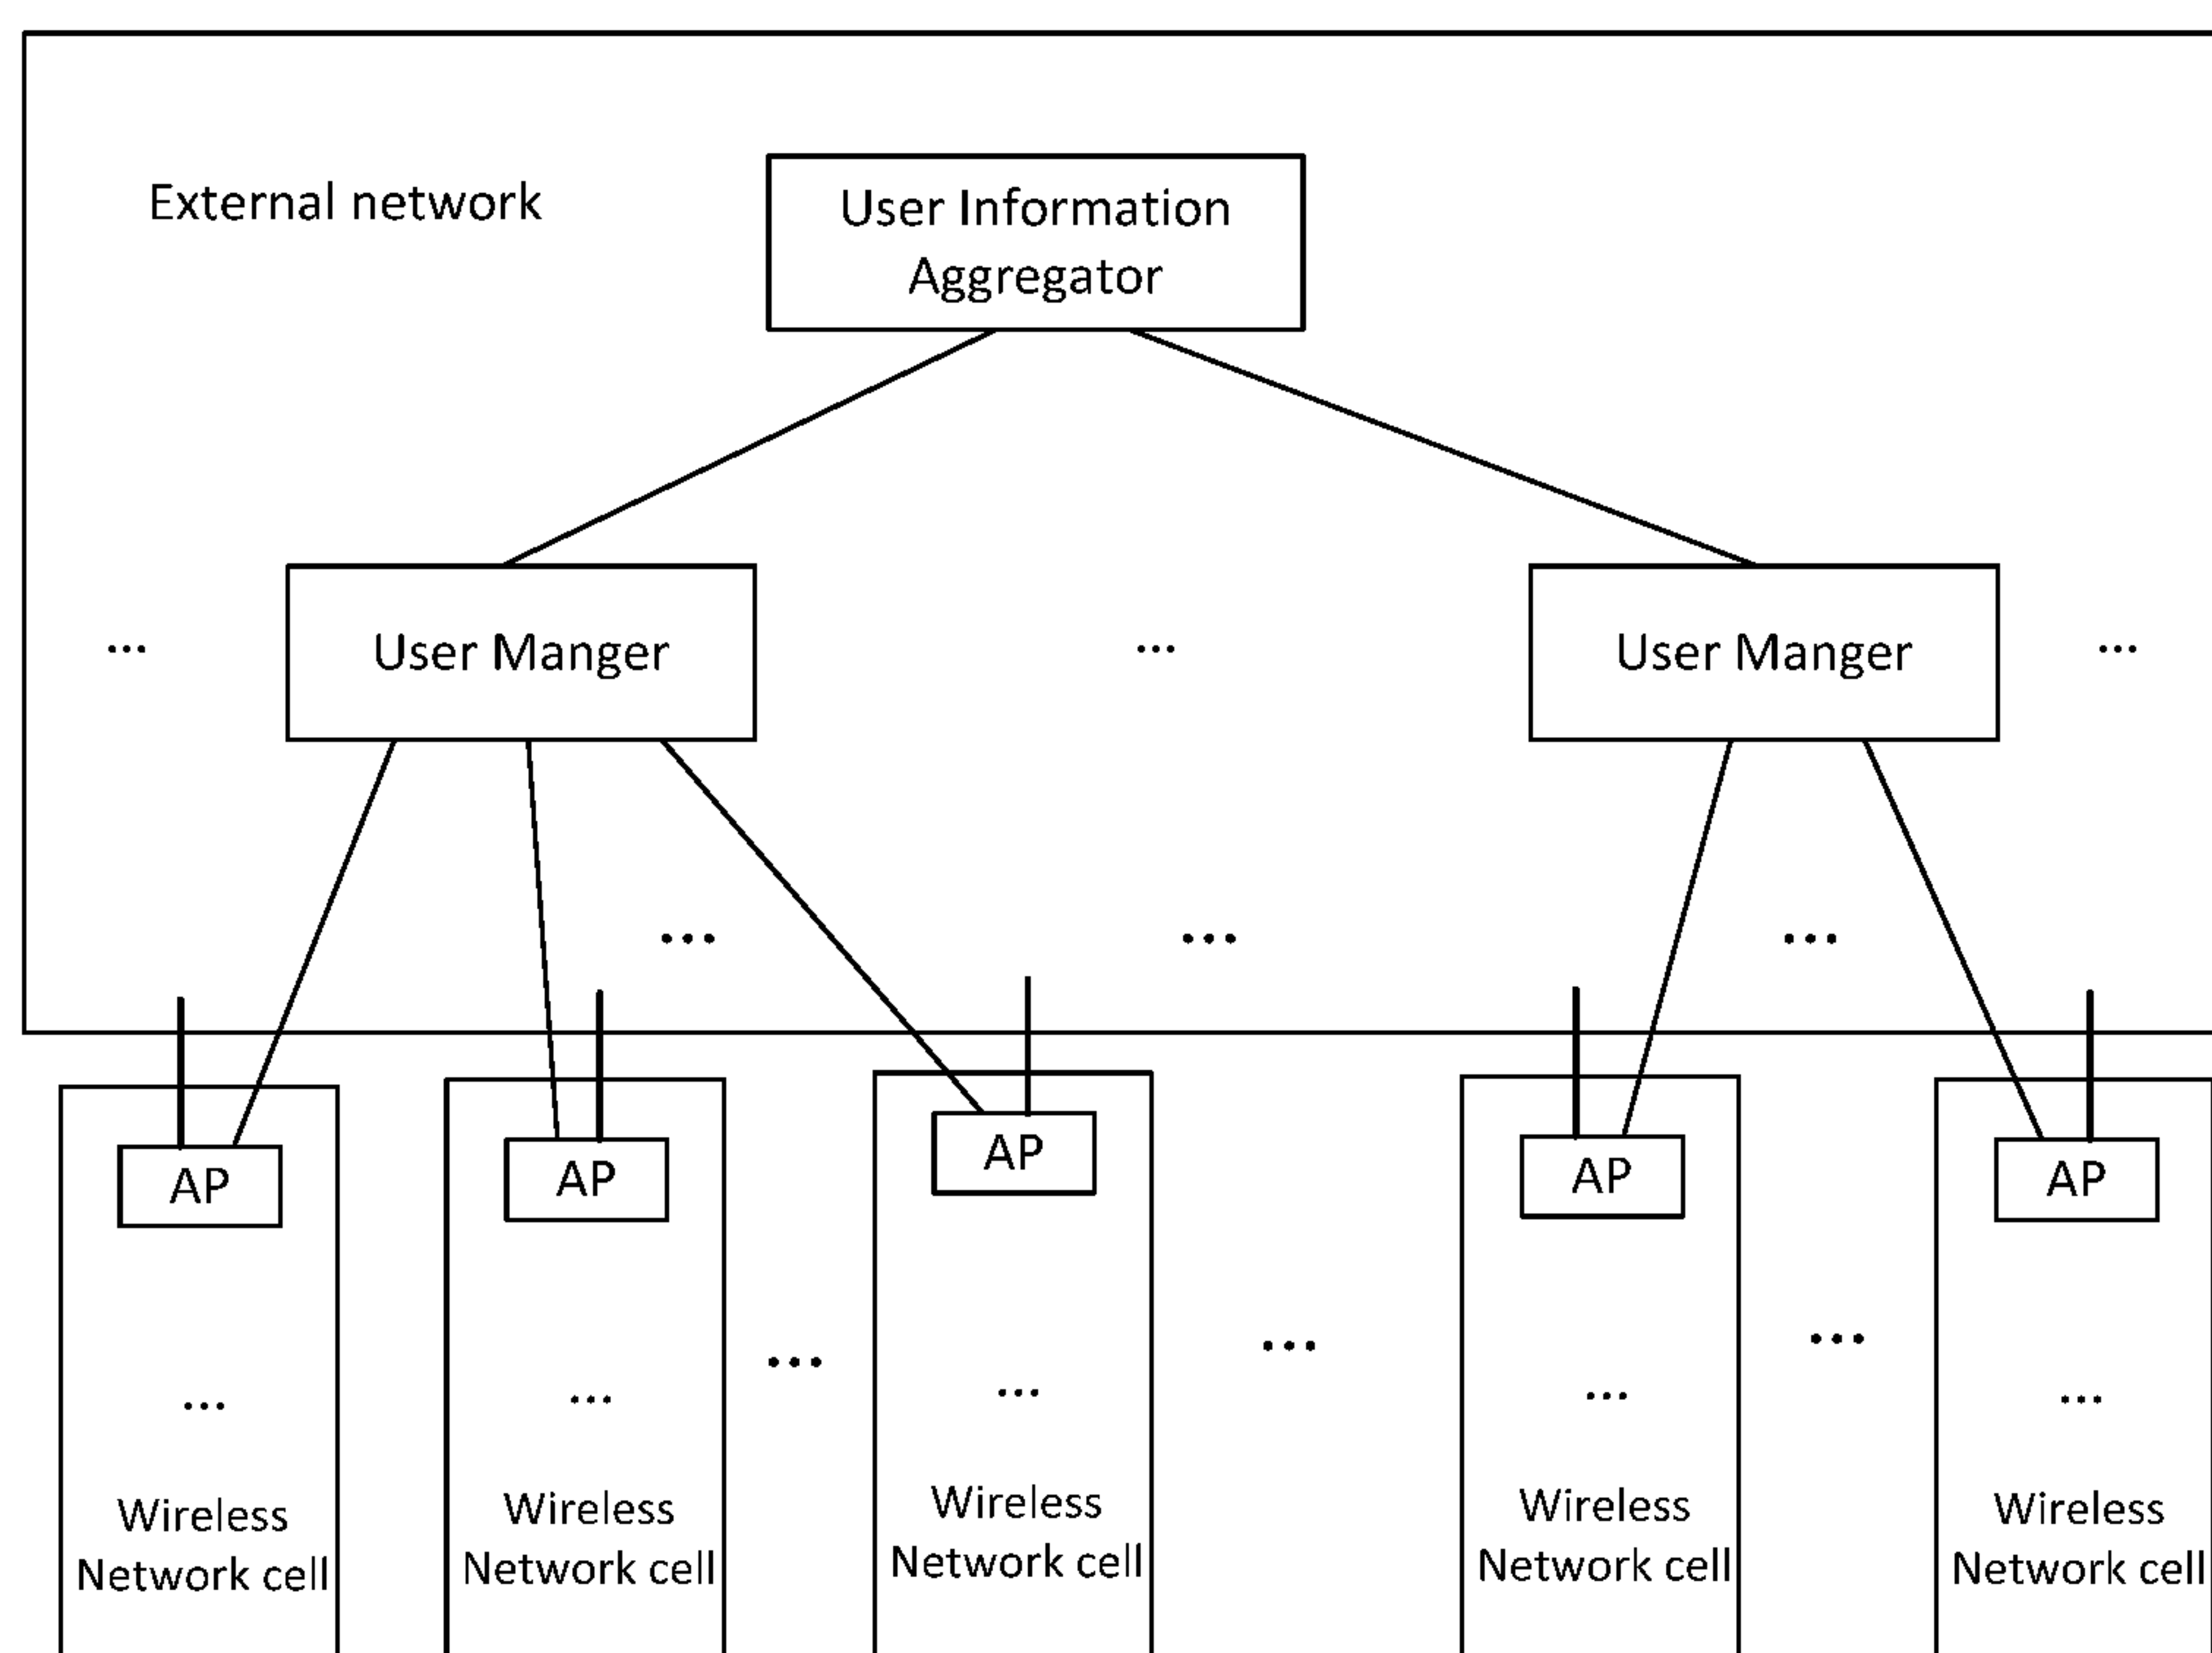 External network
User Information
Aggregator
...
User Manger
...
User Manger
...
...
...
...
AP
AP
AP
AP
AP
...
...
...
...
...
...
...
...
Wireless
Network cell
Wireless
Network cell
Wireless
Network cell
Wireless
Network cell
Wireless
Network cell